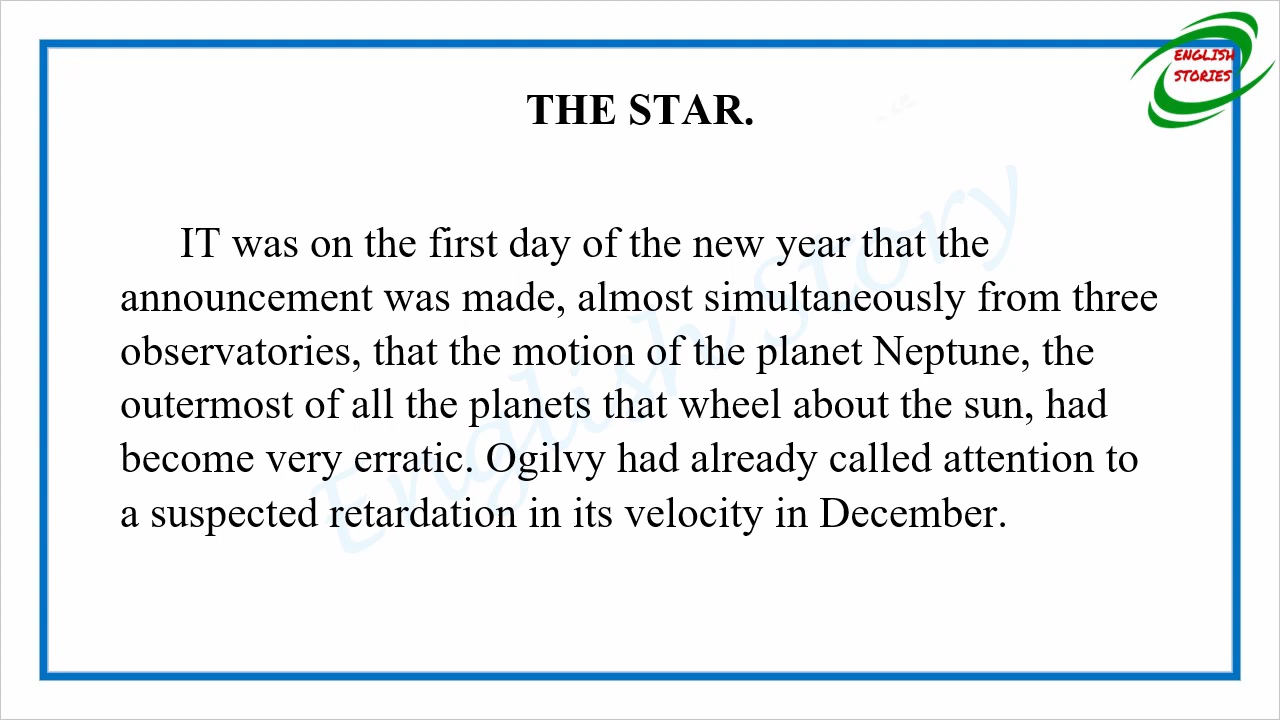 ENGLISH
STORIES
THE STAR.
IT was on the first day of the new year that the
announcement was made, almost simultaneously from three
observatories, that the motion of the planet Neptune, the
outermost of all the planets that wheel about the sun, had
become very erratic. Ogilvy had already called attention to
a suspected retardation in its velocity in December.
English story